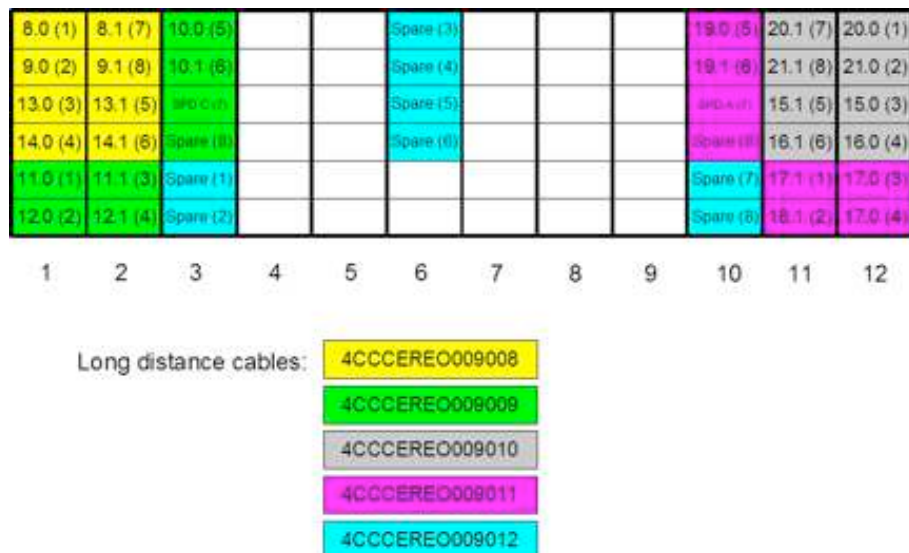 8.0 (1) 8.1 (7) 10.0 (5) Spare (3) 19.0 (5) 20.1 (7) 20.0 (1)
9.0 (2) 9.1 (8) 10.1 (6) Spare (4) 19.1 (6) 21.1 (8) 21.0 (2)
13.0 (3) 13.1 (5) Spare (5) 15.1 (5) 15.0 (3)
14.0 (4) 14.1 (6) Spare (8) Spare (6) Spare (8) 16.1 (6) 16.0 (4)
11.0 (1) 11.1 (3) Spare (1) Spare (7) 17.1 (1) 17.0 (3)
12.0 (2) 12.1 (4) Spare (2) Spare (8) 18.1 (2) 17.0 (4)
1 2 3 4 5 6 7 8 9 10 11 12
Long distance cables: 4CCCEREO009008
4CCCEREO009009
4CCCEREO009010
4CCCEREO009011
4CCCEREO009012